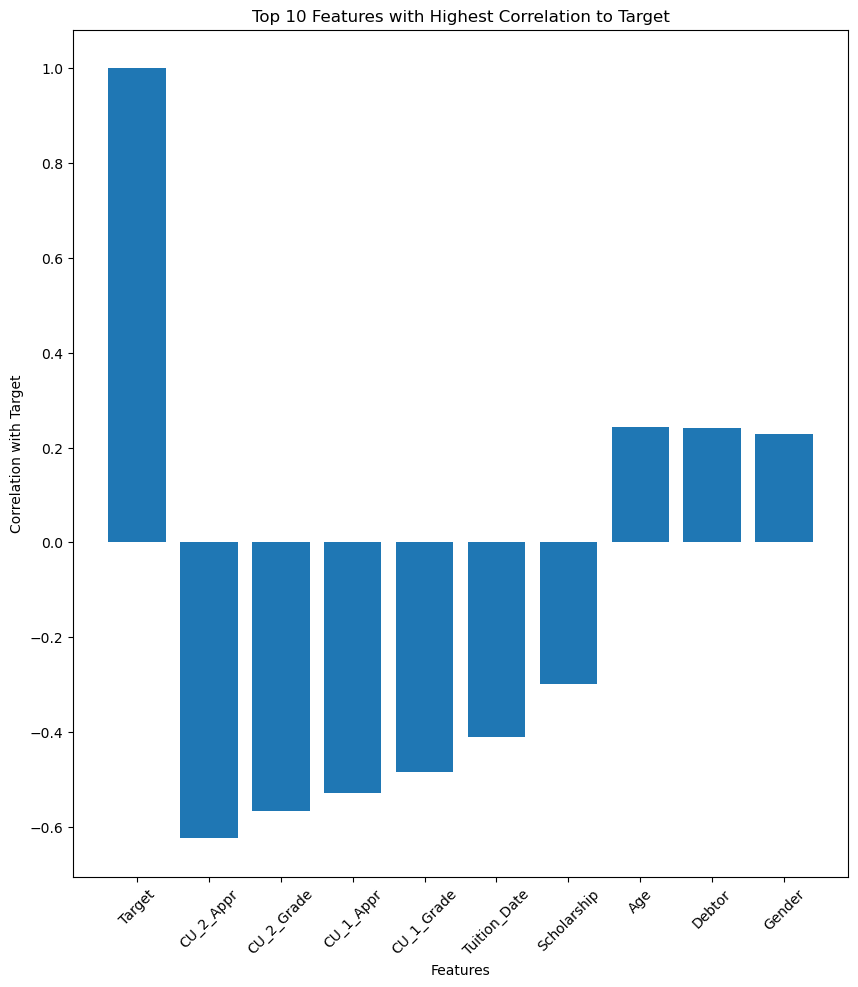 Top 10 Features with Highest Correlation to Target
Correlation with Target
1.0
0.8
0.6
0.4
0.2
0.0
−0.2
−0.4
−0.6
Target
CU_2_Appr
CU_2_Grade
CU_1_Appr
CU_1_Grade
Tuition_Date
Scholarship
Age
Debtor
Gender
Features